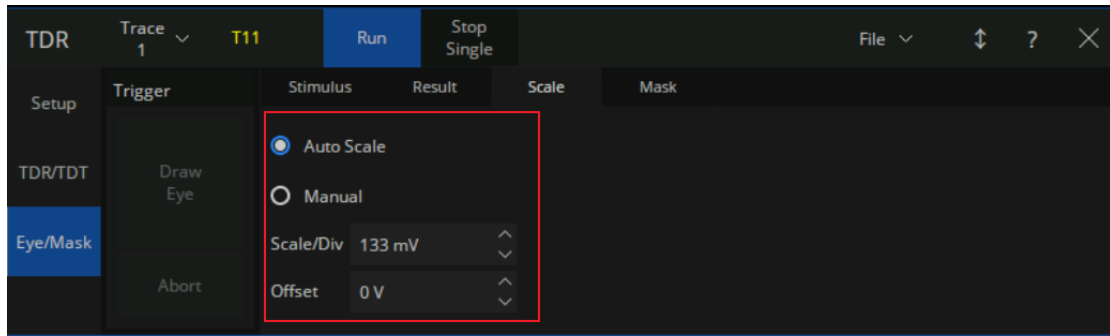 TDR
Trace
1
T11
Run
Stop
Single
File
?
Setup
TDR/TDT
Eye/Mask
Trigger
Draw
Eye
Abort
Stimulus Result Scale Mask
Auto Scale
Manual
Scale/Div 133 mV
Offset 0 V